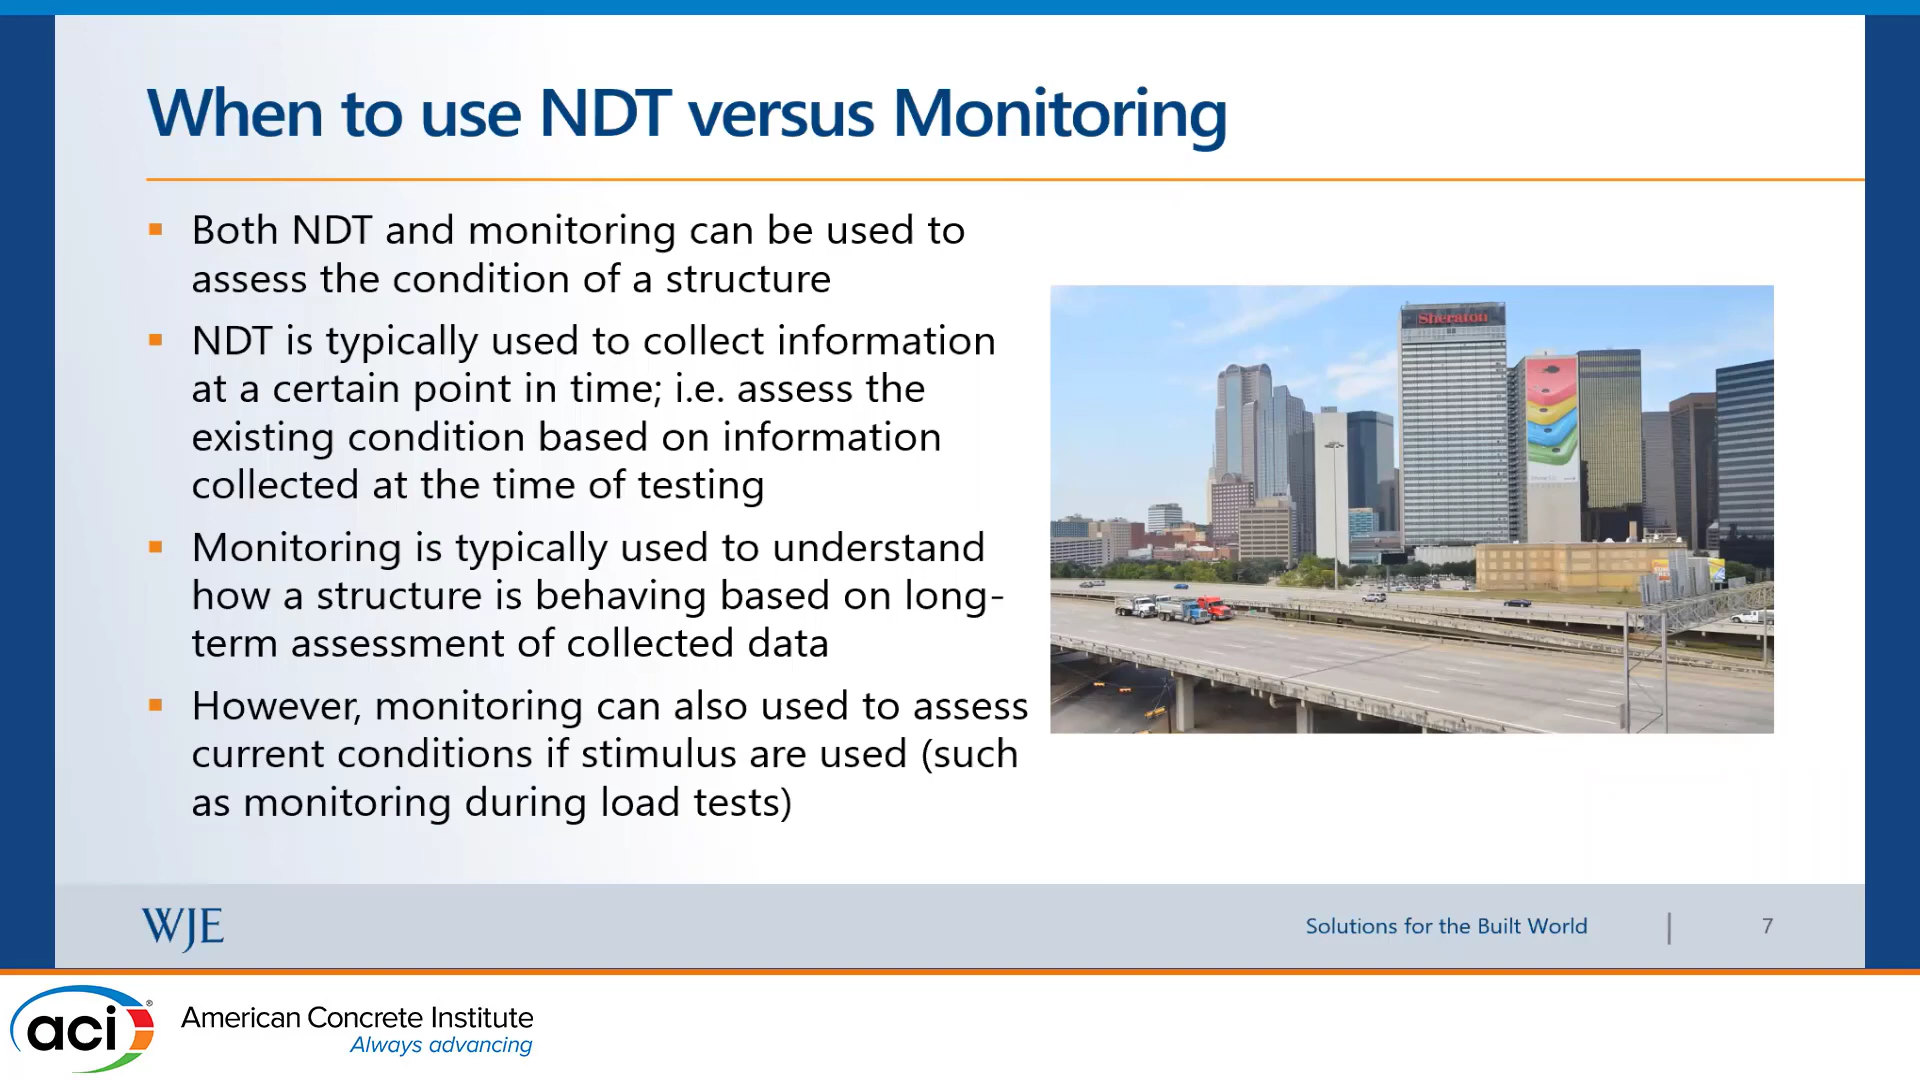 When to use NDT versus Monitoring
Both NDT and monitoring can be used to
assess the condition of a structure
NDT is typically used to collect information
at a certain point in time; i.e. assess the
existing condition based on information
collected at the time of testing
Monitoring is typically used to understand
how a structure is behaving based on long-
term assessment of collected data
However, monitoring can also used to assess
current conditions if stimulus are used (such
as monitoring during load tests)
Sheraton
WJE
Solutions for the Built World
7
aci®
American Concrete Institute
Always advancing